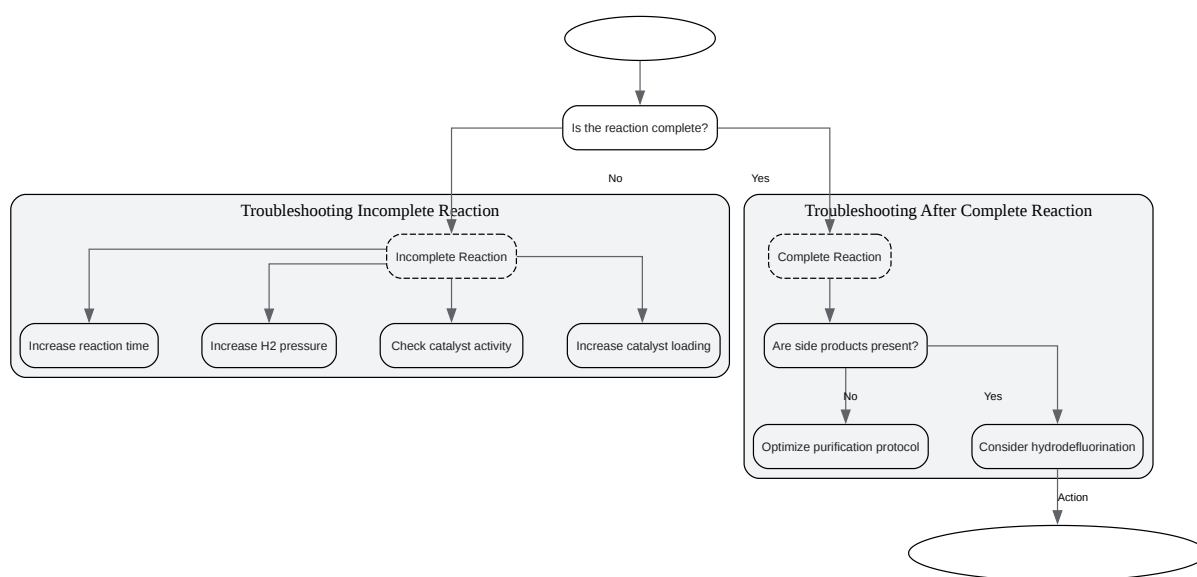 Is the reaction complete?
No
Yes
Troubleshooting Incomplete Reaction
Troubleshooting After Complete Reaction
Incomplete Reaction
Complete Reaction
Increase reaction time
Increase H2 pressure
Check catalyst activity
Increase catalyst loading
Are side products present?
No
Yes
Optimize purification protocol
Consider hydrodefluorination
Action